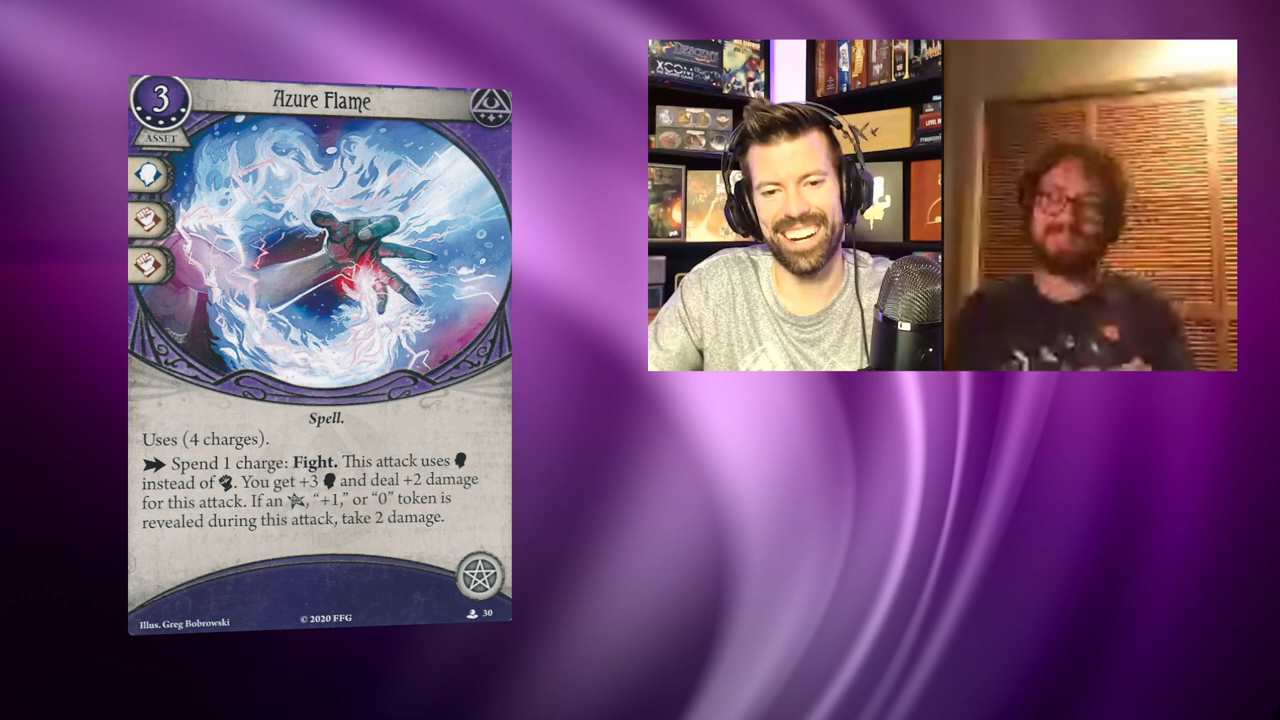 3
Azure Flame
ASSET
Spell.
Uses (4 charges).
Spend 1 charge: Fight. This attack uses
instead of . You get +3 and deal +2 damage
for this attack. If an , “+1,” or “0” token is
revealed during this attack, take 2 damage.
Illus. Greg Bobrowski
© 2020 FFG
30
DESCENT
XCOM